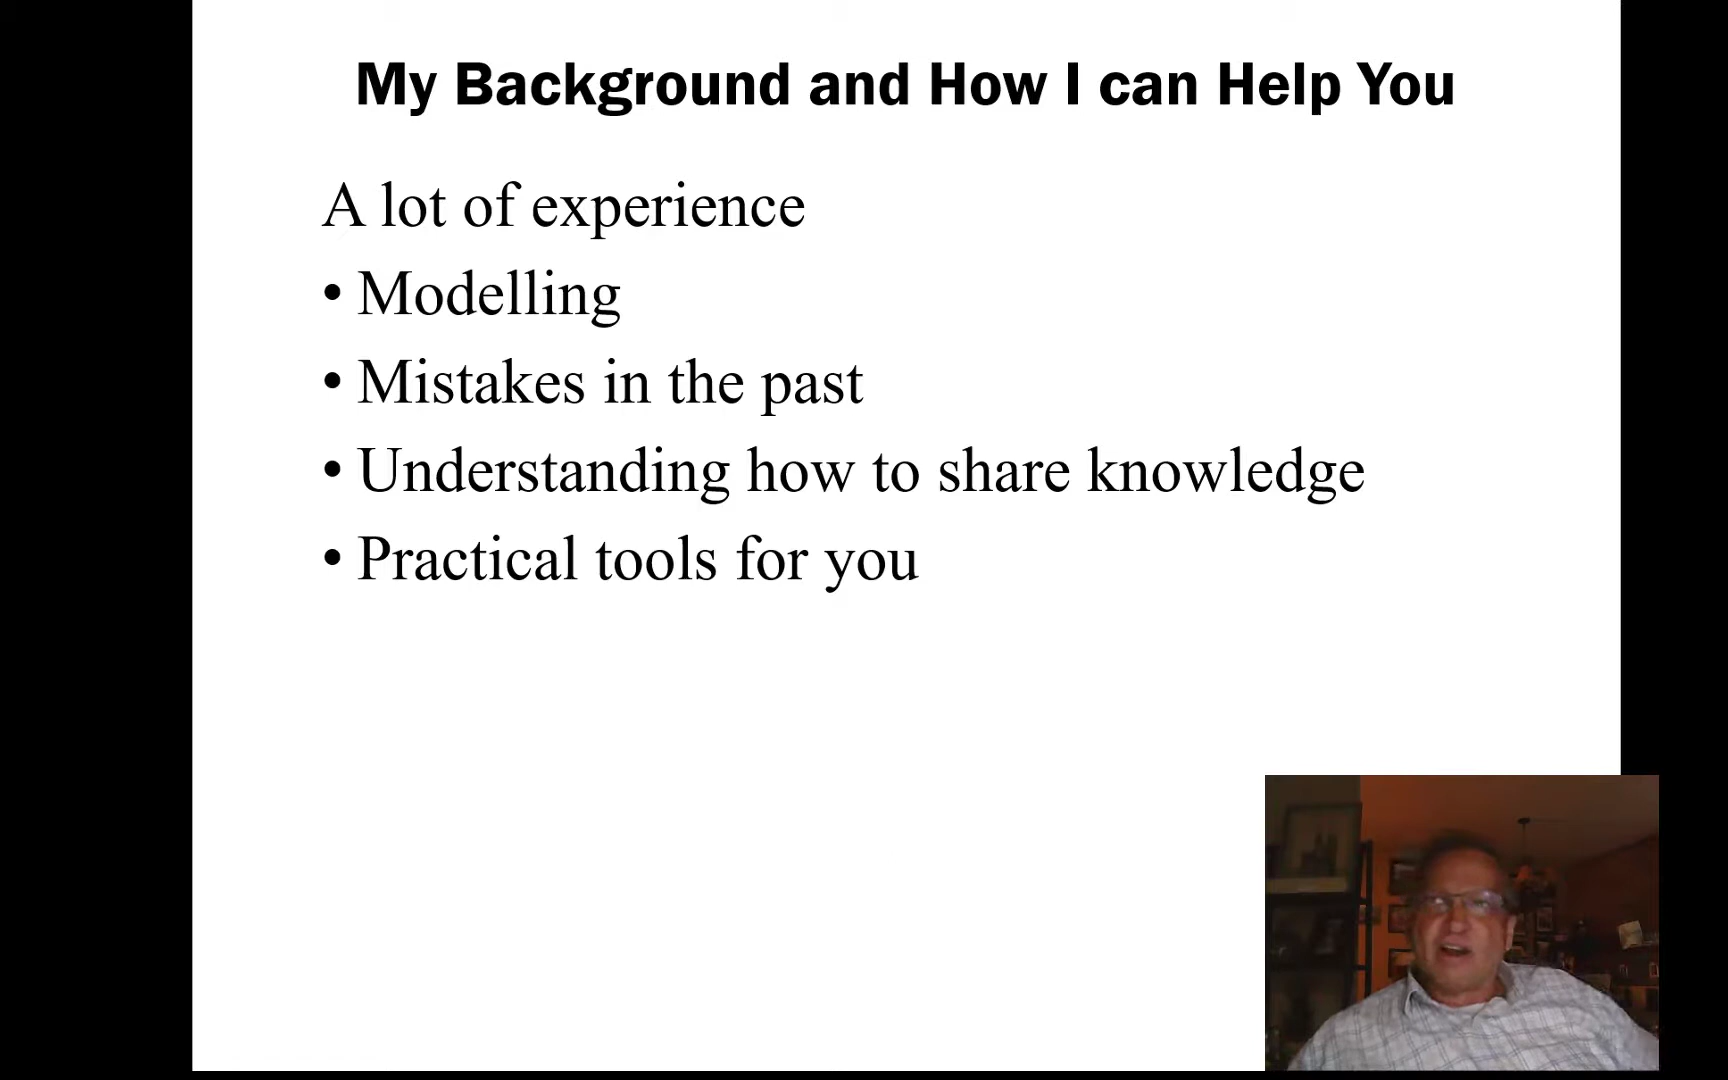 My Background and How I can Help You
A lot of experience
• Modelling
• Mistakes in the past
• Understanding how to share knowledge
• Practical tools for you